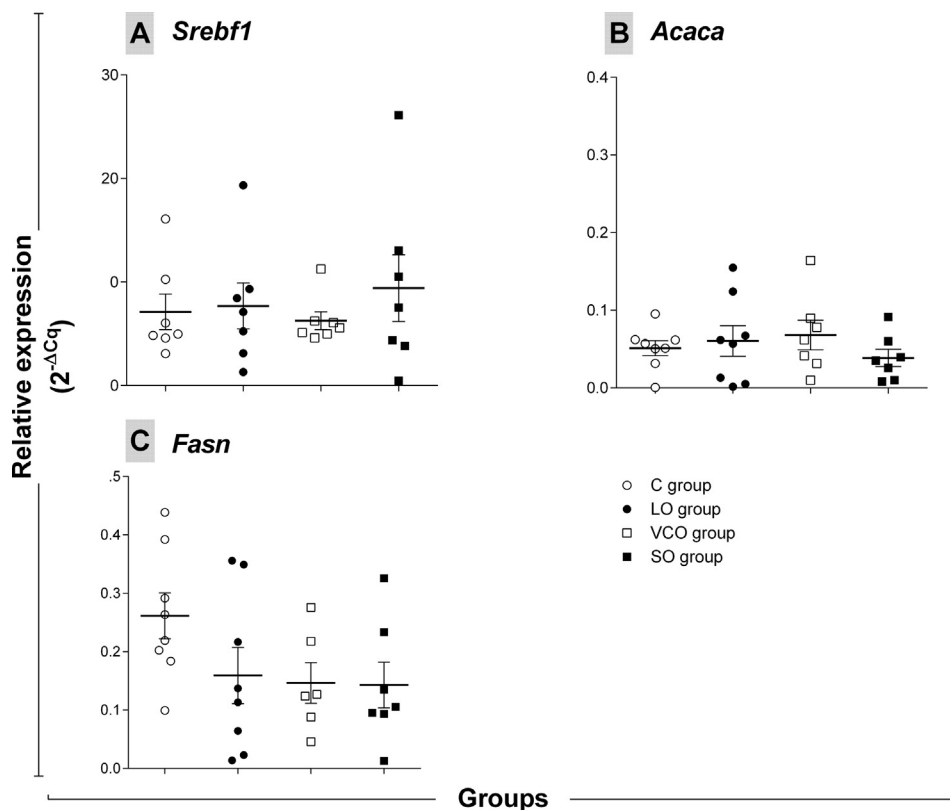 A Srebf1
30
20
0
0
B Acaca
0.4
0.3
0.2
0.1
0.0
Relative expression
(2^-ΔCq)
C Fasn
.5
0.4
0.3
0.2
0.1
0.0
C group
LO group
VCO group
SO group
Groups